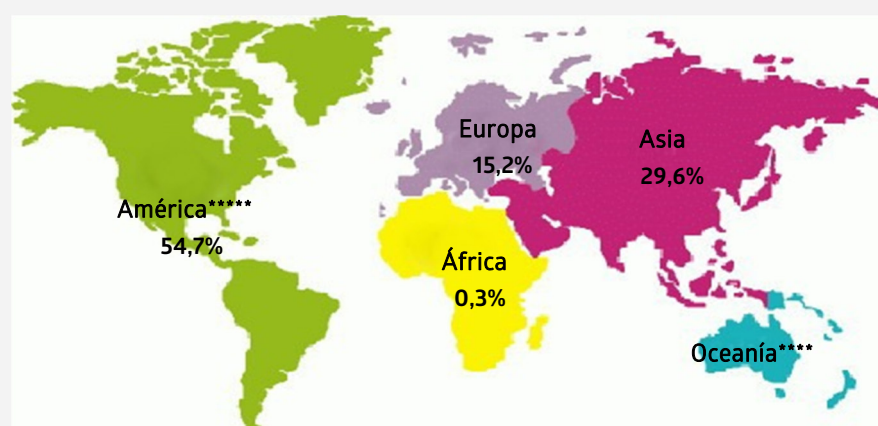 Europa
15,2%
Asia
29,6%
América*****
54,7%
África
0,3%
Oceanía****